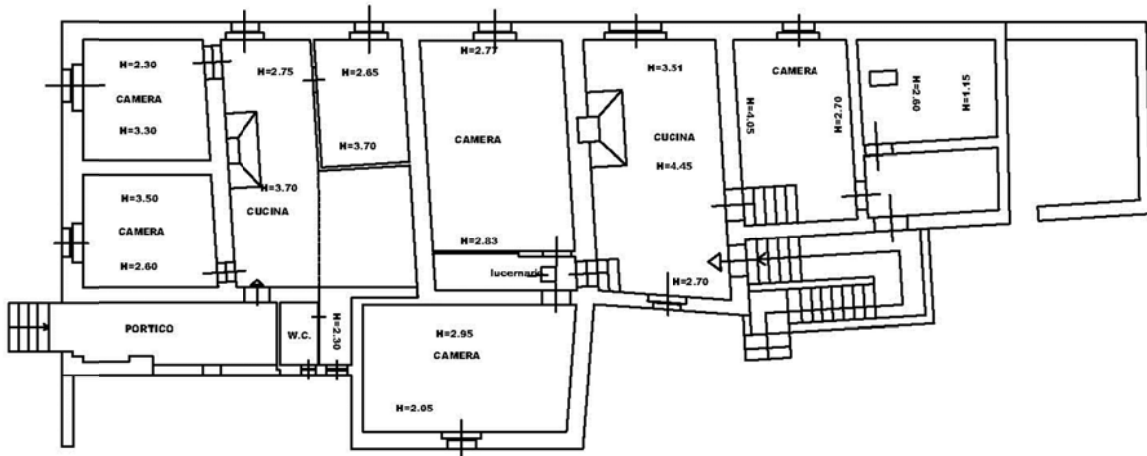 H=2.30
CAMERA
H=3.30
H=3.50
CAMERA
H=2.60
H=2.75
H=3.70
CUCINA
H=2.65
H=3.70
H=2.77
CAMERA
H=2.83
lucernario
H=3.51
CUCINA
H=4.45
H=2.70
CAMERA
H=4.05
H=2.70
H=2.60
H=1.15
PORTICO
W.C.
H=2.30
H=2.95
CAMERA
H=2.05